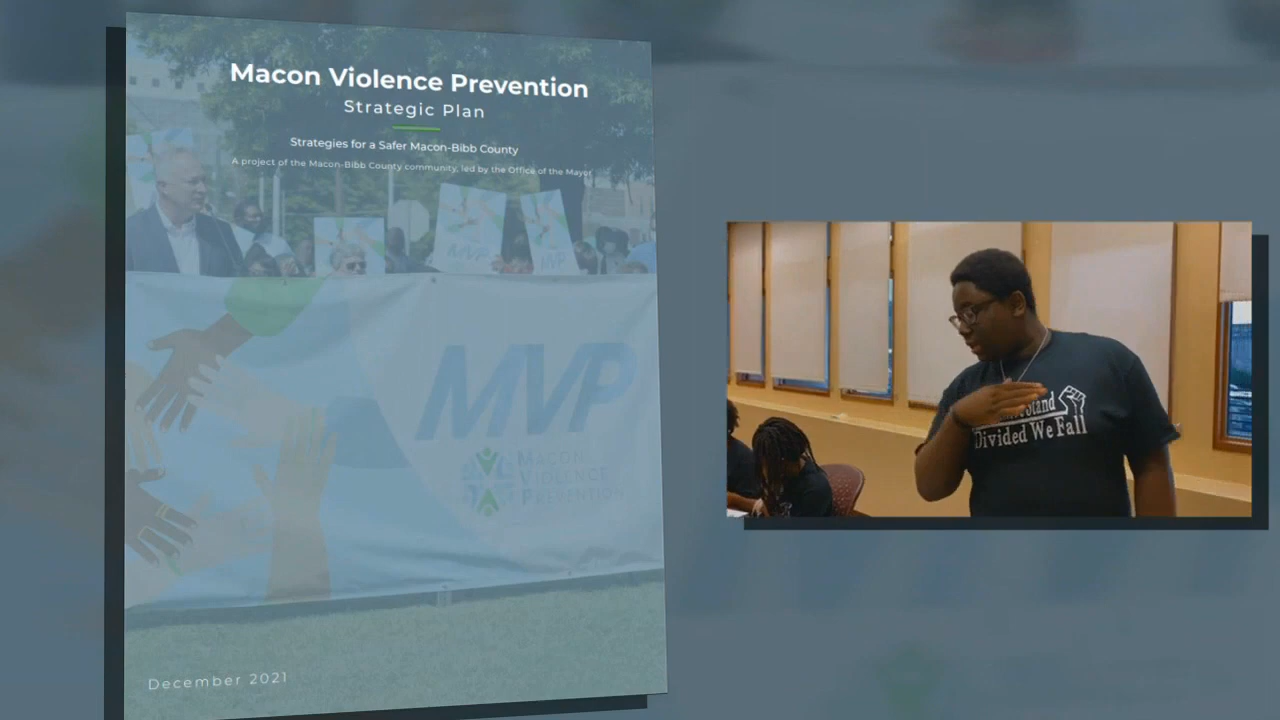 Macon Violence Prevention
Strategic Plan
Strategies for a Safer Macon-Bibb County
A project of the Macon-Bibb County community, led by the Office of the Mayor
MVP
MVP
MVP
MACON
VIOLENCE
PREVENTION
December 2021
Stand
Divided We Fall